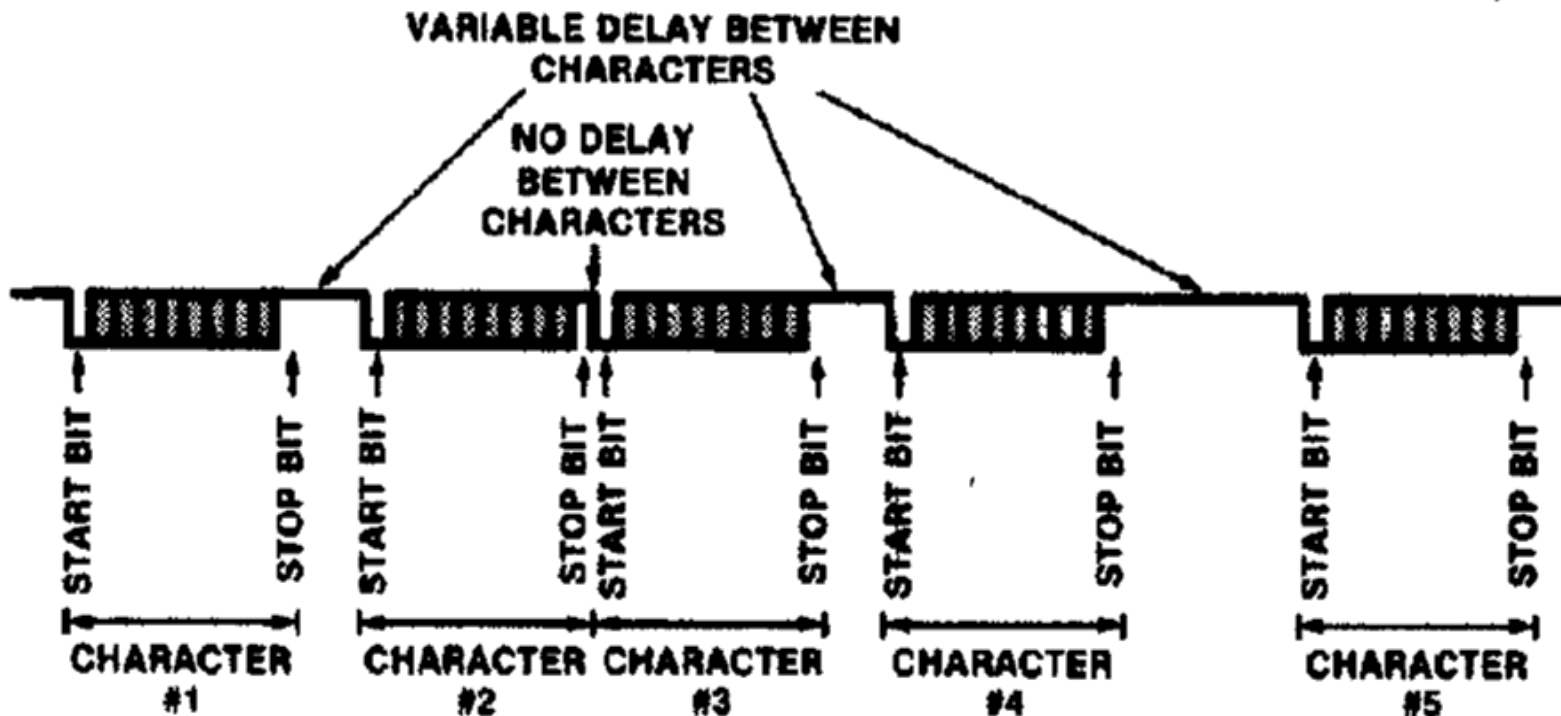 VARIABLE DELAY BETWEEN
CHARACTERS
NO DELAY
BETWEEN
CHARACTERS
START BIT
STOP BIT
START BIT
STOP BIT
START BIT
STOP BIT
START BIT
STOP BIT
START BIT
STOP BIT
CHARACTER
#1
CHARACTER
#2
CHARACTER
#3
CHARACTER
#4
CHARACTER
#5